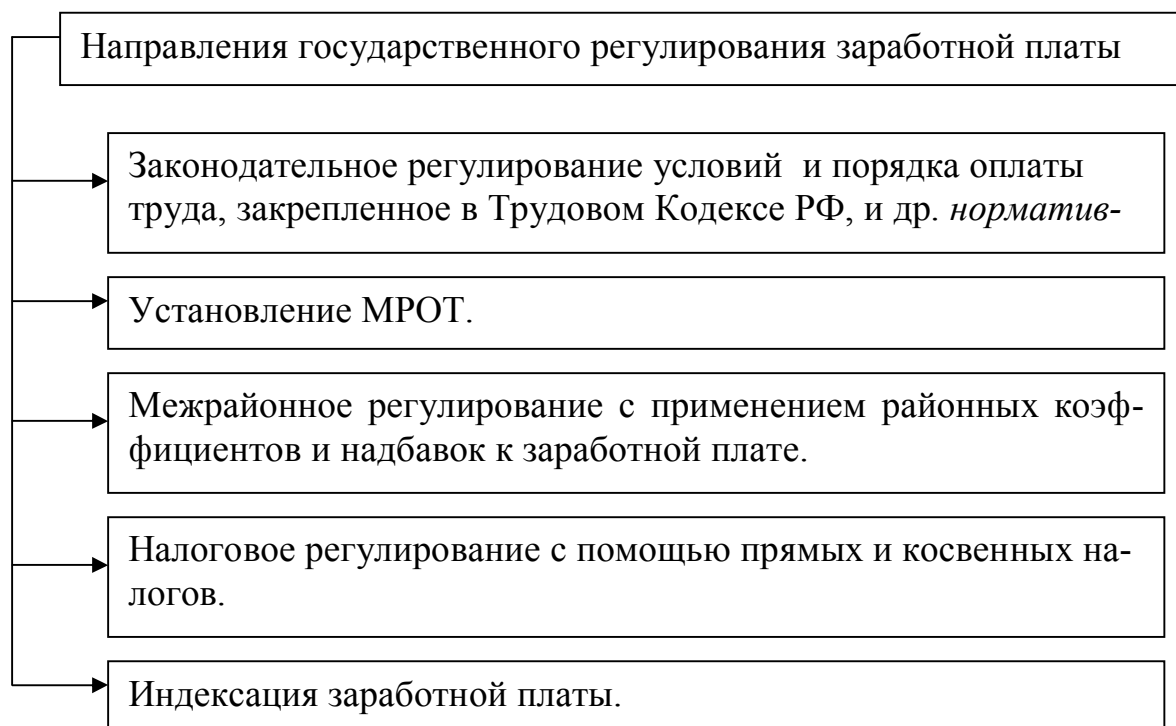 Направления государственного регулирования заработной платы
Законодательное регулирование условий и порядка оплаты
труда, закрепленное в Трудовом Кодексе РФ, и др. норматив-
Установление МРОТ.
Межрайонное регулирование с применением районных коэф-
фициентов и надбавок к заработной плате.
Налоговое регулирование с помощью прямых и косвенных на-
логов.
Индексация заработной платы.